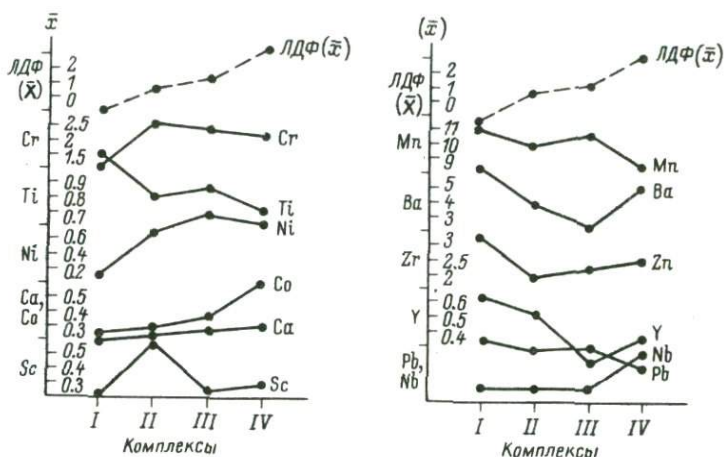 x̄
ЛДФ (x̄)
2
1
0
ЛДФ(x̄)
Cr
2.5
2
1.5
Cr
Ti
0.9
0.8
0.7
Ti
Ni
0.6
0.4
0.2
Ni
Ca, Co
0.5
0.4
0.3
Co
Ca
Sc
0.5
0.4
0.3
Sc
I II III IV
Комплексы
(x̄)
ЛДФ (x̄)
2
1
0
ЛДФ(x̄)
Mn
11
10
9
Mn
Ba
5
4
3
Ba
Zr
3
2.5
2
Zn
Y
0.6
0.5
0.4
Y
Pb, Nb
Nb
Pb
I II III IV
Комплексы